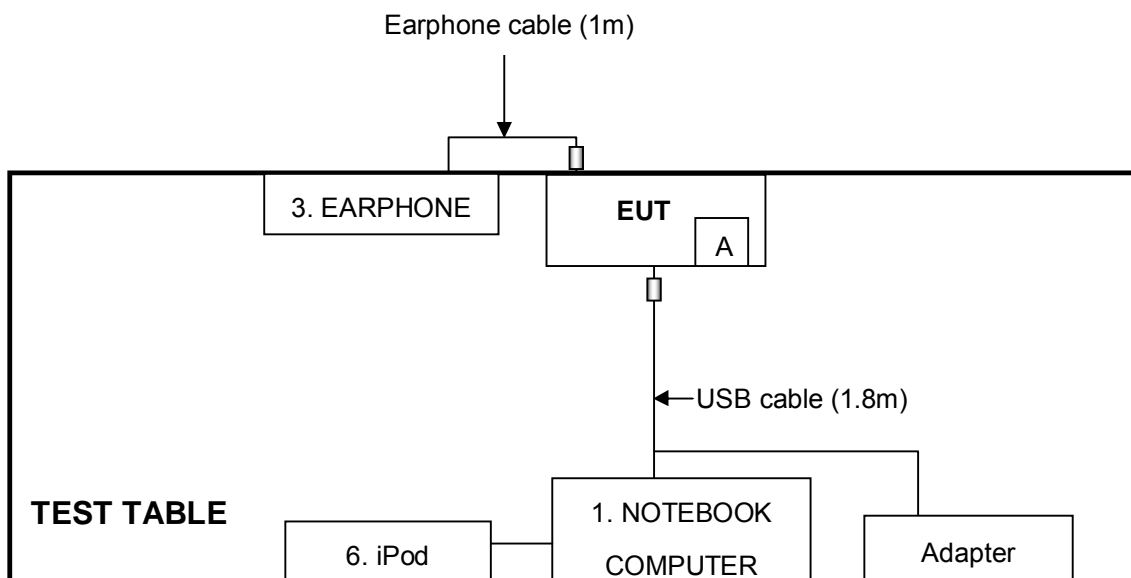 Earphone cable (1m)
3. EARPHONE
EUT
A
USB cable (1.8m)
TEST TABLE
1. NOTEBOOK
COMPUTER
6. iPod
Adapter